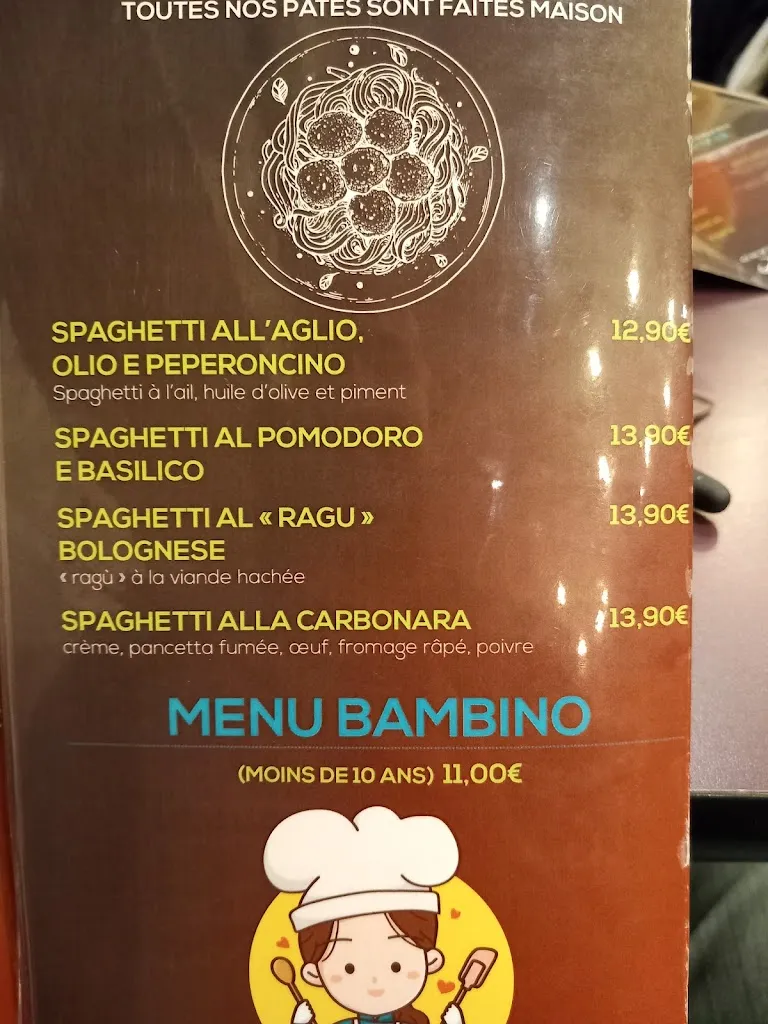 TOUTES NOS PÂTES SONT FAITES MAISON
SPAGHETTI ALL'AGLIO, 12,90€
OLIO E PEPERONCINO
Spaghetti à l'ail, huile d'olive et piment
SPAGHETTI AL POMODORO 13,90€
E BASILICO
SPAGHETTI AL « RAGU » 13,90€
BOLOGNESE
« ragù » à la viande hachée
SPAGHETTI ALLA CARBONARA 13,90€
crème, pancetta fumée, œuf, fromage râpé, poivre
MENU BAMBINO
(MOINS DE 10 ANS) 11,00€